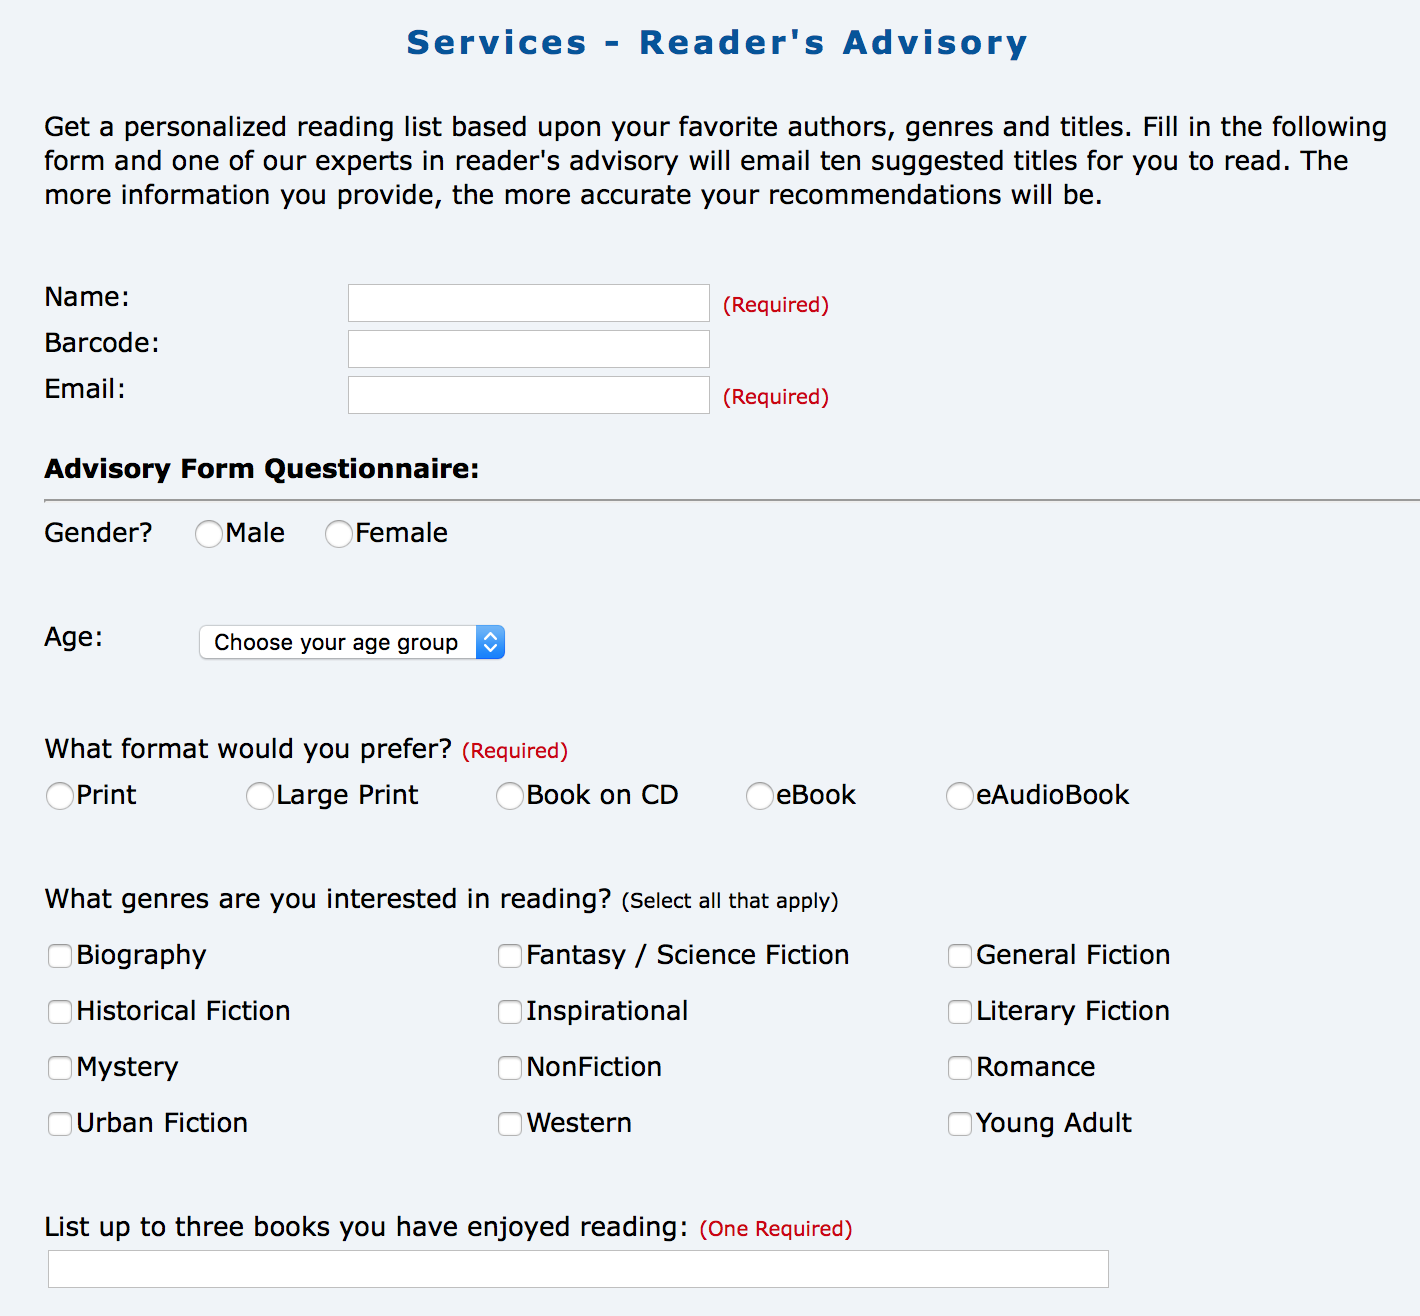 Services - Reader's Advisory
Get a personalized reading list based upon your favorite authors, genres and titles. Fill in the following
form and one of our experts in reader's advisory will email ten suggested titles for you to read. The
more information you provide, the more accurate your recommendations will be.
Name: (Required)
Barcode:
Email: (Required)
Advisory Form Questionnaire:
Gender? Male Female
Age: Choose your age group
What format would you prefer? (Required)
Print Large Print Book on CD eBook eAudioBook
What genres are you interested in reading? (Select all that apply)
Biography Fantasy / Science Fiction General Fiction
Historical Fiction Inspirational Literary Fiction
Mystery NonFiction Romance
Urban Fiction Western Young Adult
List up to three books you have enjoyed reading: (One Required)